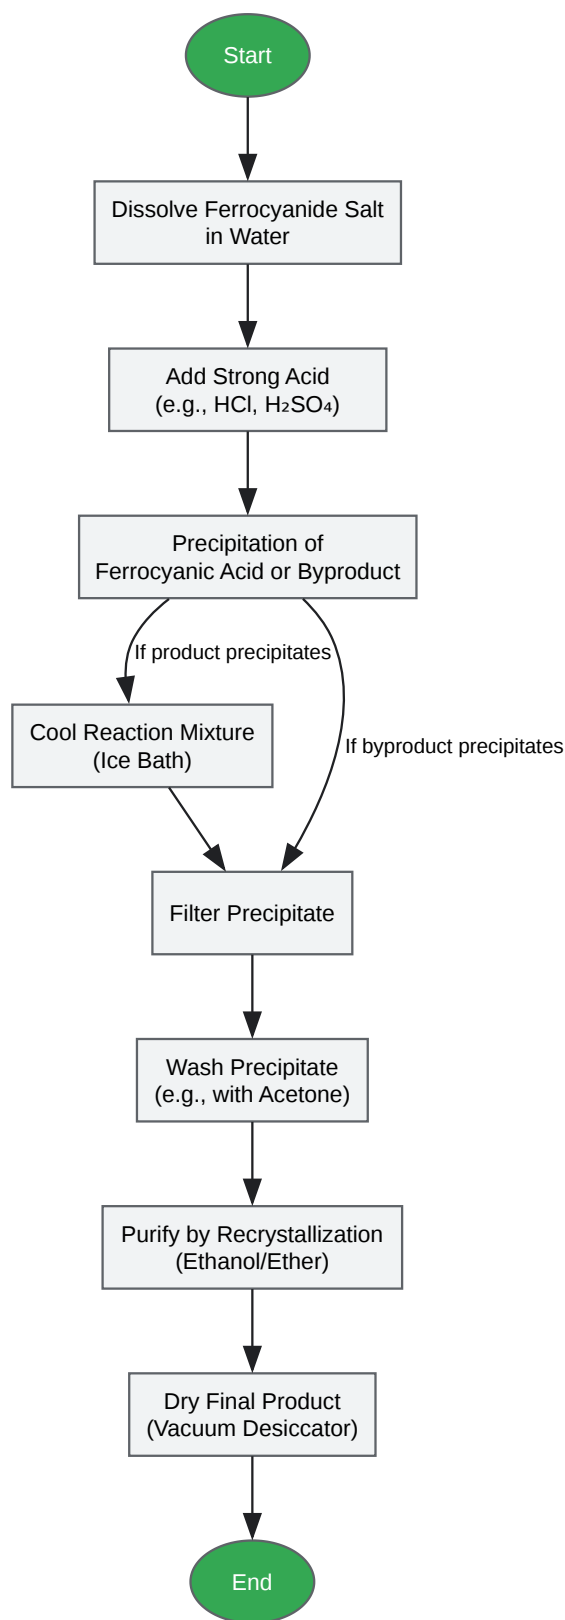 Start
Dissolve Ferrocyanide Salt
in Water
Add Strong Acid
(e.g., HCl, H₂SO₄)
Precipitation of
Ferrocyanic Acid or Byproduct
If product precipitates
Cool Reaction Mixture
(Ice Bath)
If byproduct precipitates
Filter Precipitate
Wash Precipitate
(e.g., with Acetone)
Purify by Recrystallization
(Ethanol/Ether)
Dry Final Product
(Vacuum Desiccator)
End